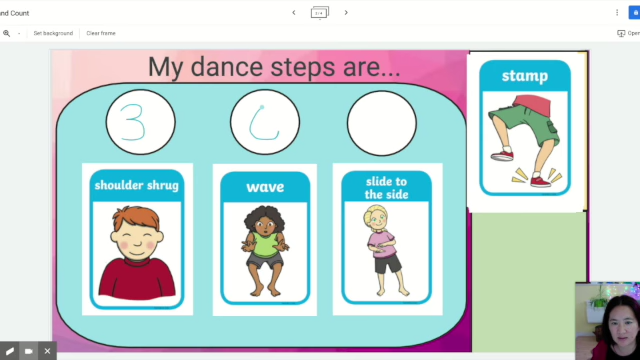 and Count
Set background
Clear frame
Open
My dance steps are...
3
shoulder shrug
wave
slide to
the side
stamp